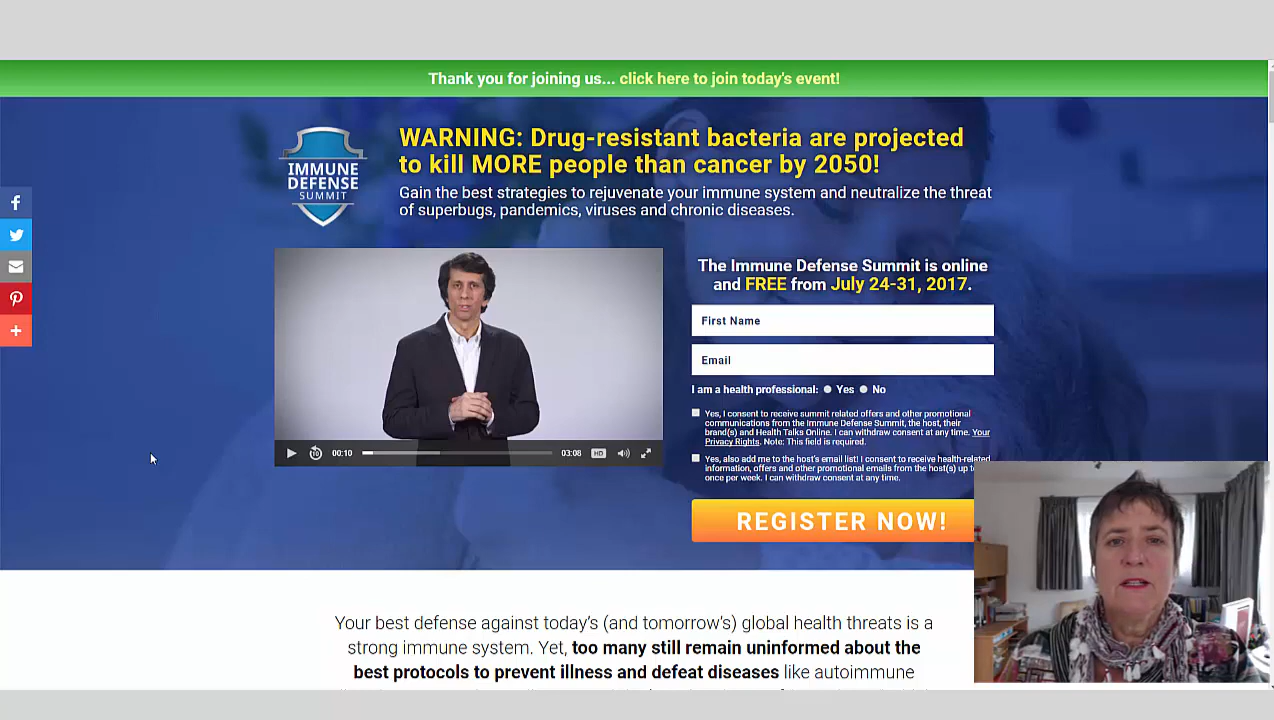 Thank you for joining us... click here to join today's event!
WARNING: Drug-resistant bacteria are projected
to kill MORE people than cancer by 2050!
IMMUNE
DEFENSE
SUMMIT
Gain the best strategies to rejuvenate your immune system and neutralize the threat
of superbugs, pandemics, viruses and chronic diseases.
The Immune Defense Summit is online
and FREE from July 24-31, 2017.
First Name
Email
I am a health professional: Yes No
Yes, I consent to receive summit related offers and other promotional
communications from the Immune Defense Summit, the host, their
brand(s) and Health Talks Online. I can withdraw consent at any time. Your
Privacy Rights. Note: This field is required.
Yes, also add me to the host's email list! I consent to receive health-related
information, offers and other promotional emails from the host(s) up to
once per week. I can withdraw consent at any time.
10 00:10 03:08 HD
REGISTER NOW!
Your best defense against today's (and tomorrow's) global health threats is a
strong immune system. Yet, too many still remain uninformed about the
best protocols to prevent illness and defeat diseases like autoimmune